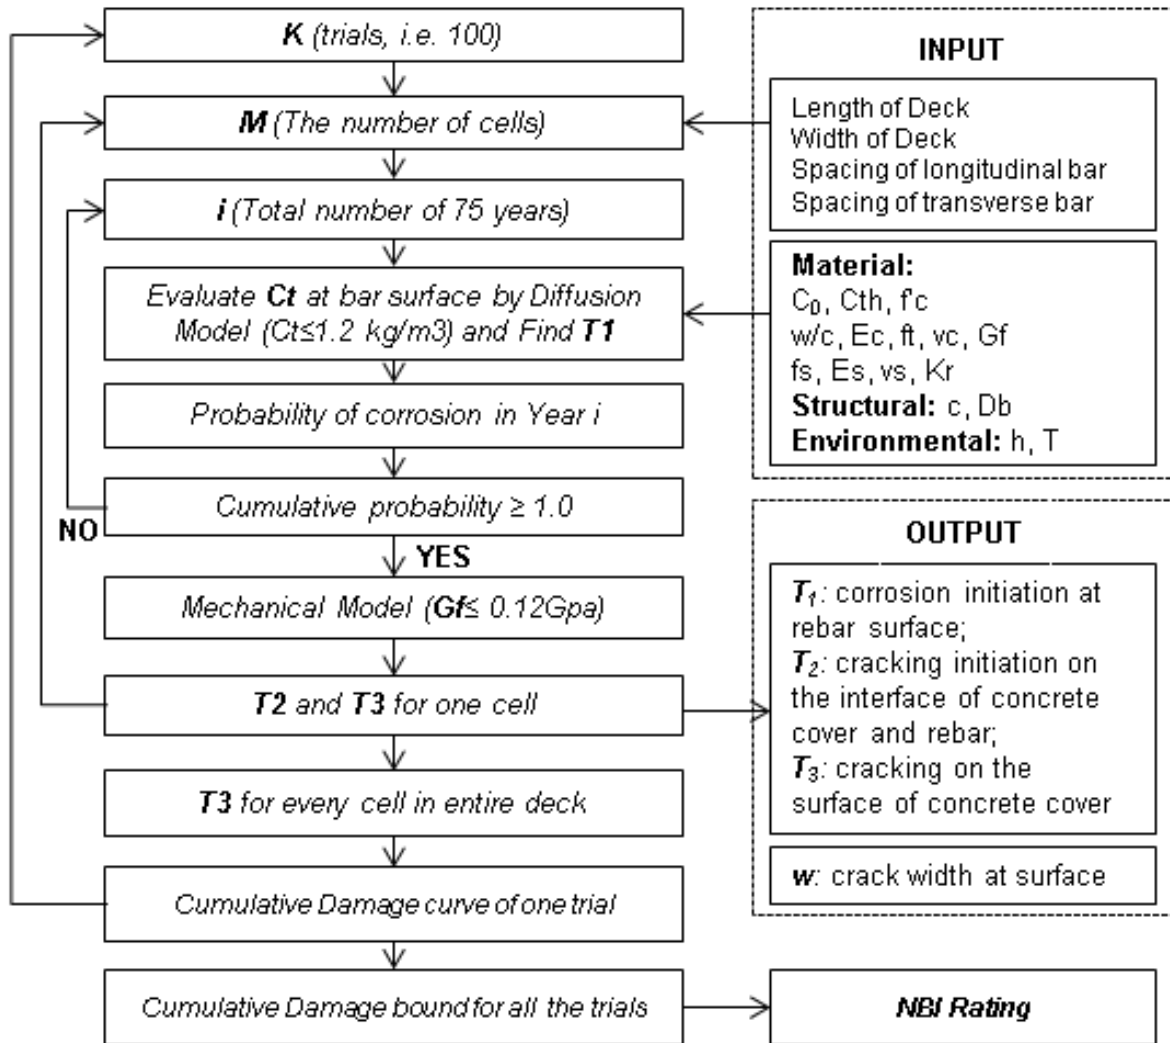 K (trials, i.e. 100)
M (The number of cells)
i (Total number of 75 years)
Evaluate Ct at bar surface by Diffusion
Model (Ct≤1.2 kg/m3) and Find T1
Probability of corrosion in Year i
Cumulative probability ≥ 1.0
NO
YES
Mechanical Model (Gf≤ 0.12Gpa)
T2 and T3 for one cell
T3 for every cell in entire deck
Cumulative Damage curve of one trial
Cumulative Damage bound for all the trials
INPUT
Length of Deck
Width of Deck
Spacing of longitudinal bar
Spacing of transverse bar
Material:
C₀, Cth, f'c
w/c, Ec, ft, vc, Gf
fs, Es, vs, Kr
Structural: c, Db
Environmental: h, T
OUTPUT
T₁: corrosion initiation at
rebar surface;
T₂: cracking initiation on
the interface of concrete
cover and rebar;
T₃: cracking on the
surface of concrete cover
w: crack width at surface
NBI Rating